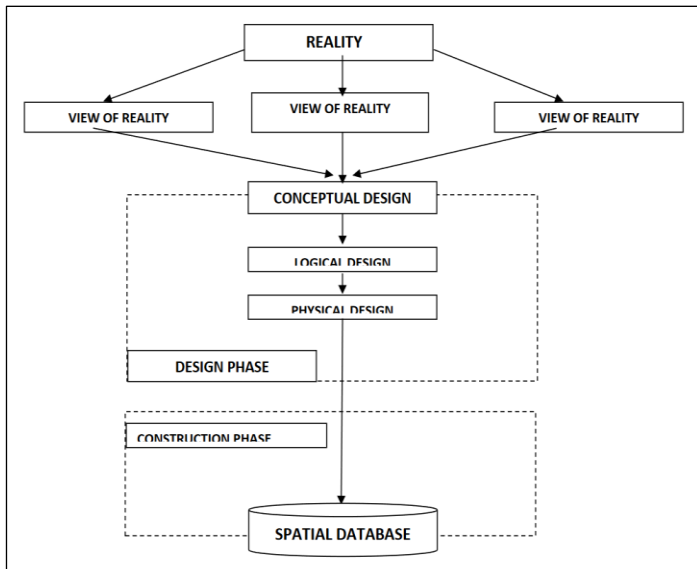 REALITY
VIEW OF REALITY
VIEW OF REALITY
VIEW OF REALITY
CONCEPTUAL DESIGN
LOGICAL DESIGN
PHYSICAL DESIGN
DESIGN PHASE
CONSTRUCTION PHASE
SPATIAL DATABASE